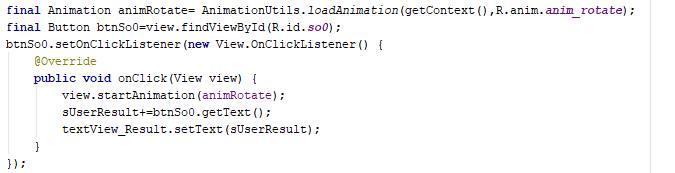 final Animation animRotate= AnimationUtils.loadAnimation(getContext(),R.anim.anim_rotate);
final Button btnSo0=view.findViewById(R.id.so0);
btnSo0.setOnClickListener(new View.OnClickListener() {
    @Override
    public void onClick(View view) {
        view.startAnimation(animRotate);
        sUserResult+=btnSo0.getText();
        textView_Result.setText(sUserResult);
    }
});